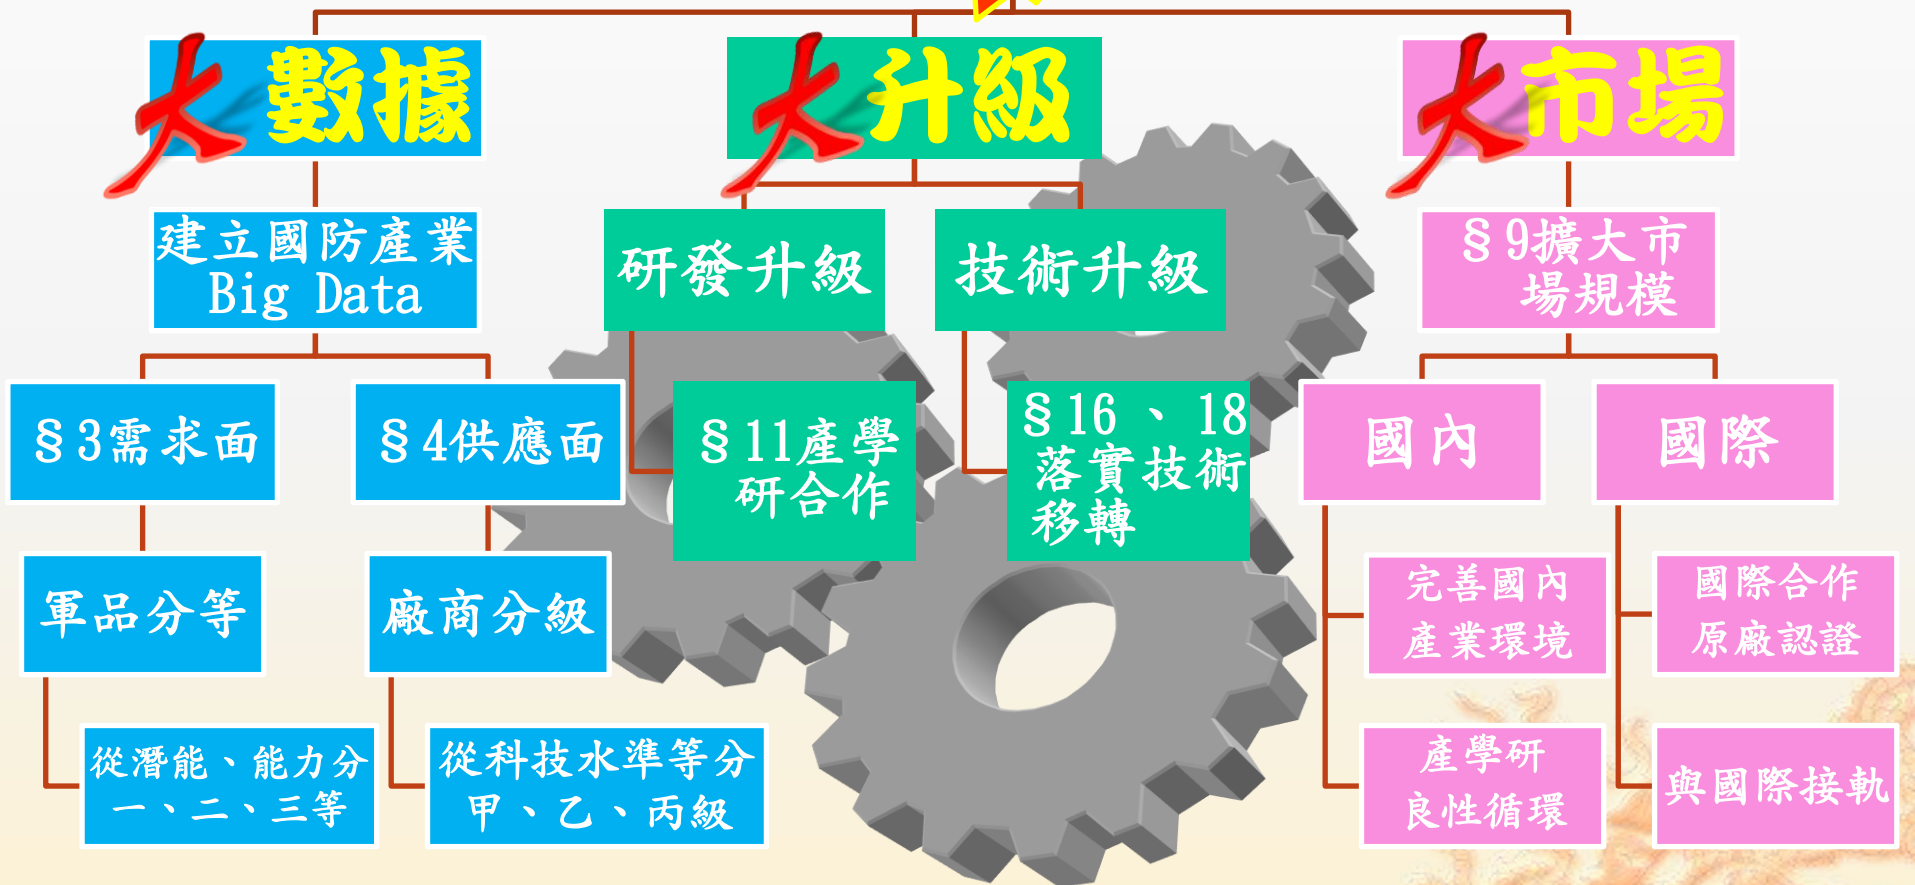 大數據
大升級
大市場
建立國防產業
Big Data
研發升級
技術升級
§9擴大市
場規模
§3需求面
§4供應面
§11產學
研合作
§16、18
落實技術
移轉
國內
國際
軍品分等
廠商分級
完善國內
產業環境
國際合作
原廠認證
從潛能、能力分
一、二、三等
從科技水準等分
甲、乙、丙級
產學研
良性循環
與國際接軌